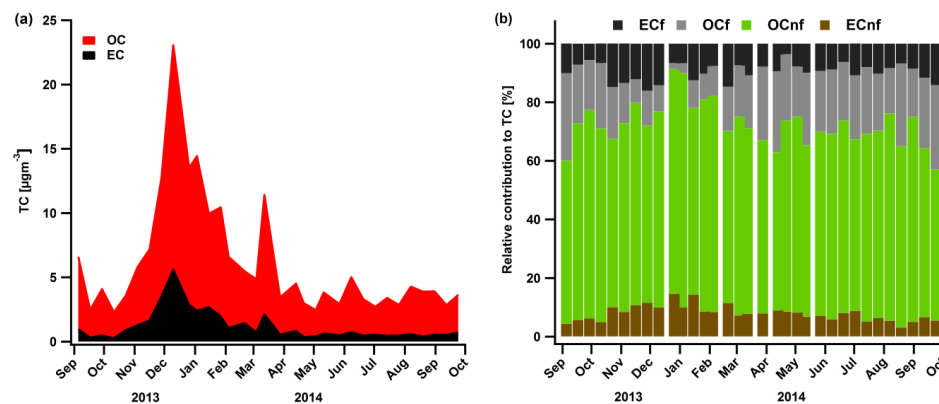 (a)
OC
EC
TC [µgm-3]
25
20
15
10
5
0
Sep Oct Nov Dec Jan Feb Mar Apr May Jun Jul Aug Sep Oct
2013 2014
(b)
ECf OCf OCnf ECnf
Relative contribution to TC [%]
100
80
60
40
20
0
Sep Oct Nov Dec Jan Feb Mar Apr May Jun Jul Aug Sep Oct
2013 2014